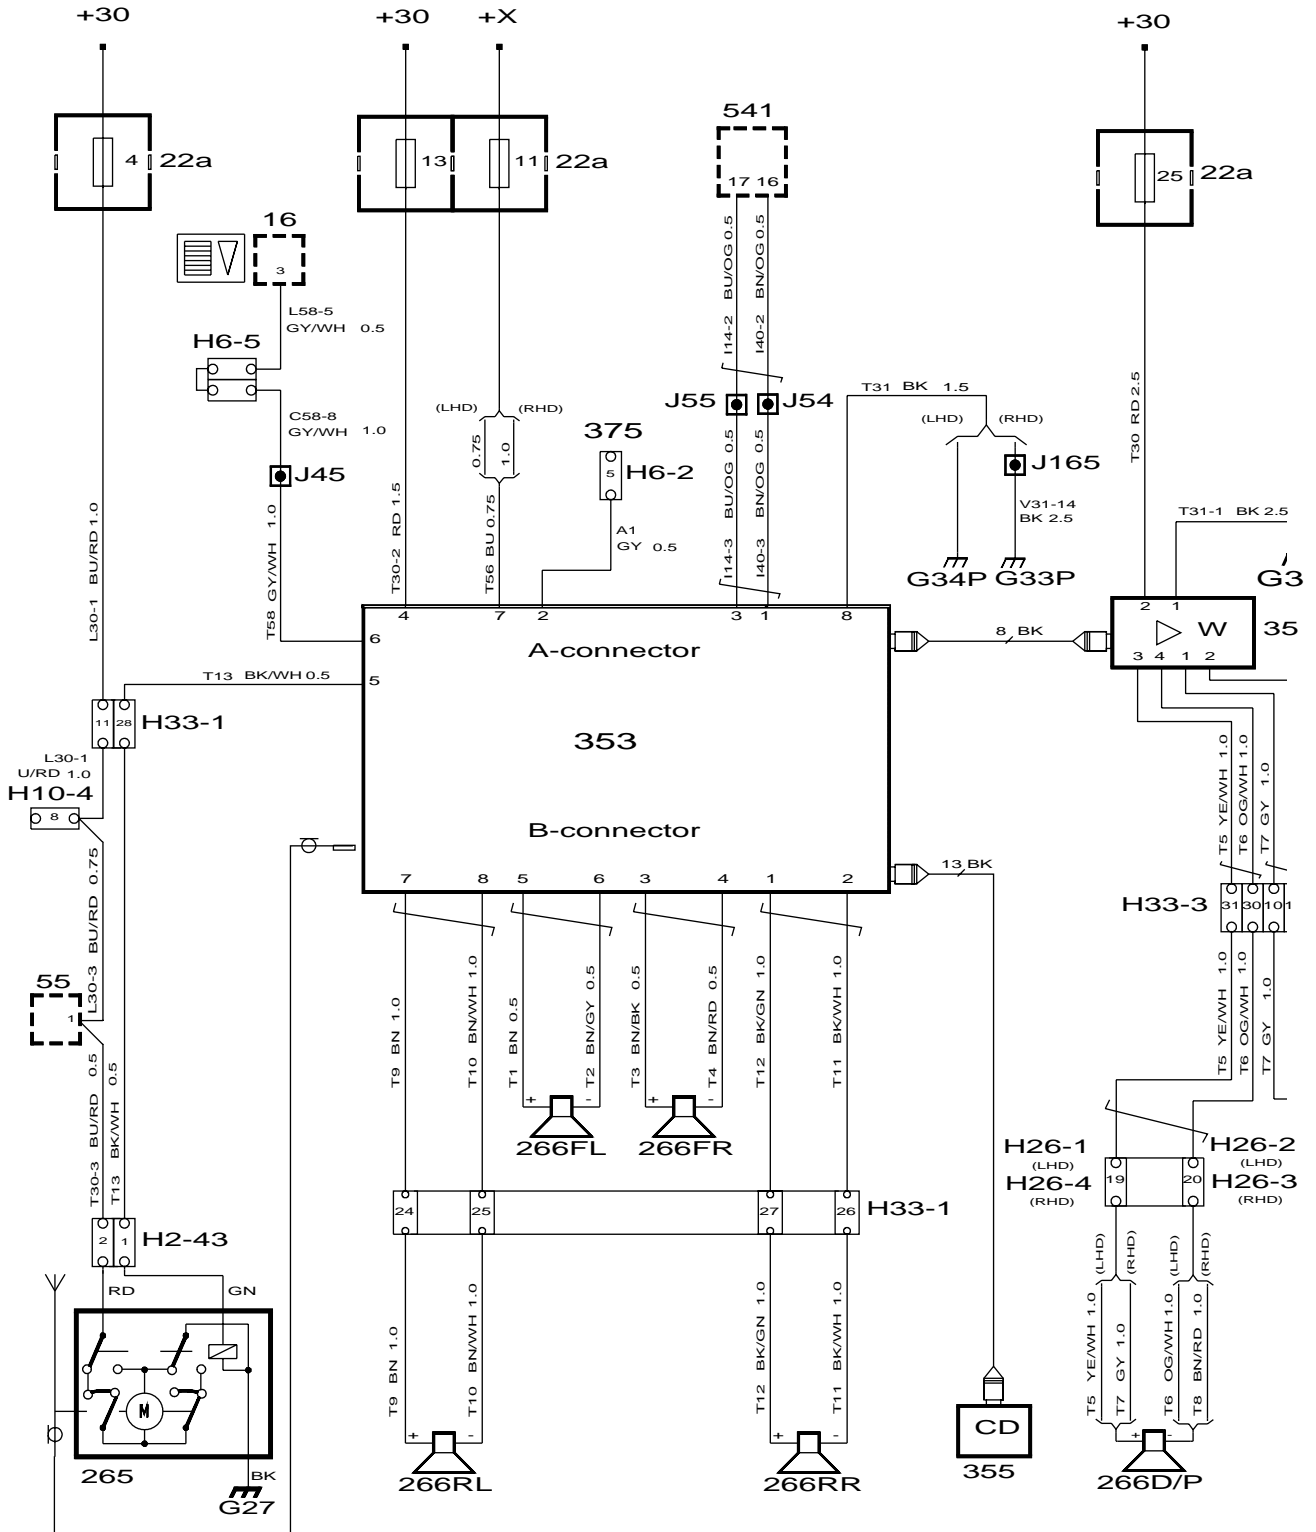 +30
+30
+X
+30
4
22a
13
11
22a
25
22a
541
17 16
16
3
L58-5
GY/WH 0.5
H6-5
C58-8
GY/WH 1.0
J45
T58 GY/WH 1.0
L30-1 BU/RD 1.0
T30-2 RD 1.5
(LHD)
(RHD)
0.75
1.0
T56 BU 0.75
375
5
H6-2
A1
GY 0.5
I14-2 BU/OG 0.5
I40-2 BN/OG 0.5
J55
J54
I14-3 BU/OG 0.5
I40-3 BN/OG 0.5
T31 BK 1.5
(LHD)
(RHD)
J165
V31-14
BK 2.5
G34P
G33P
T30 RD 2.5
T31-1 BK 2.5
G3
4
7
2
3
1
8
6
5
A-connector
353
B-connector
T13 BK/WH 0.5
8 BK
2 1
W
35
3 4 1 2
11
28
H33-1
L30-1
U/RD 1.0
H10-4
8
L30-3 BU/RD 0.75
55
1
T30-3 BU/RD 0.5
T13 BK/WH 0.5
2
1
H2-43
RD
GN
M
265
BK
G27
7
8
5
6
3
4
1
2
13 BK
T9 BN 1.0
T10 BN/WH 1.0
T1 BN 0.5
T2 BN/GY 0.5
T3 BN/BK 0.5
T4 BN/RD 0.5
T12 BK/GN 1.0
T11 BK/WH 1.0
+
-
+
-
266FL
266FR
24
25
27
26
H33-1
T9 BN 1.0
T10 BN/WH 1.0
T12 BK/GN 1.0
T11 BK/WH 1.0
+
-
+
-
266RL
266RR
CD
355
T5 YE/WH 1.0
T6 OG/WH 1.0
T7 GY 1.0
H33-3
31
30
10
1
T5 YE/WH 1.0
T6 OG/WH 1.0
T7 GY 1.0
H26-1
(LHD)
H26-4
(RHD)
19
20
H26-2
(LHD)
H26-3
(RHD)
(LHD)
(RHD)
(LHD)
(RHD)
T5 YE/WH 1.0
T7 GY 1.0
T6 OG/WH 1.0
T8 BN/RD 1.0
+
-
266D/P